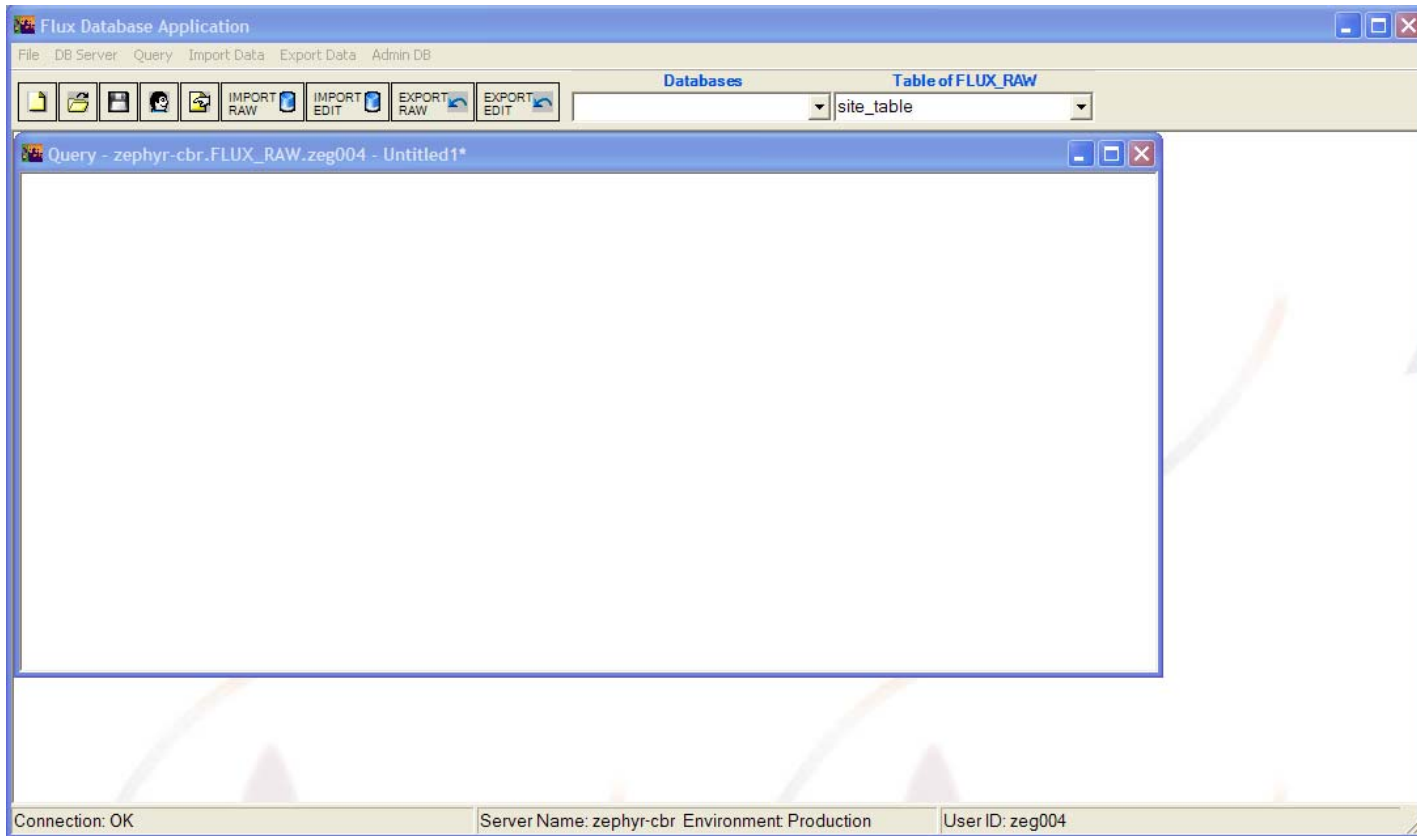 Flux Database Application
File DB Server Query Import Data Export Data Admin DB
Databases Table of FLUX_RAW
IMPORT RAW IMPORT EDIT EXPORT RAW EXPORT EDIT site_table
Query - zephyr-cbr.FLUX_RAW.zeg004 - Untitled1*
Connection: OK Server Name: zephyr-cbr Environment: Production User ID: zeg004